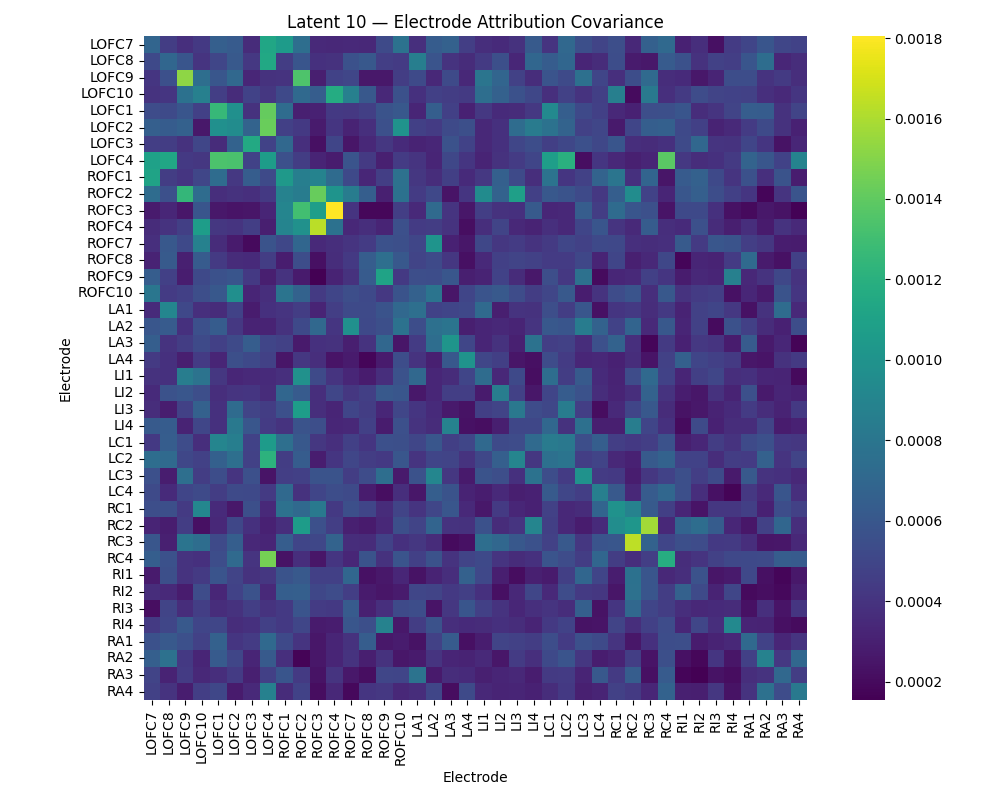 Latent 10 — Electrode Attribution Covariance
Electrode
LOFC7
LOFC8
LOFC9
LOFC10
LOFC1
LOFC2
LOFC3
LOFC4
ROFC1
ROFC2
ROFC3
ROFC4
ROFC7
ROFC8
ROFC9
ROFC10
LA1
LA2
LA3
LA4
LI1
LI2
LI3
LI4
LC1
LC2
LC3
LC4
RC1
RC2
RC3
RC4
RI1
RI2
RI3
RI4
RA1
RA2
RA3
RA4
LOFC7 LOFC8 LOFC9 LOFC10 LOFC1 LOFC2 LOFC3 LOFC4 ROFC1 ROFC2 ROFC3 ROFC4 ROFC7 ROFC8 ROFC9 ROFC10 LA1 LA2 LA3 LA4 LI1 LI2 LI3 LI4 LC1 LC2 LC3 LC4 RC1 RC2 RC3 RC4 RI1 RI2 RI3 RI4 RA1 RA2 RA3 RA4
Electrode
0.0018
0.0016
0.0014
0.0012
0.0010
0.0008
0.0006
0.0004
0.0002